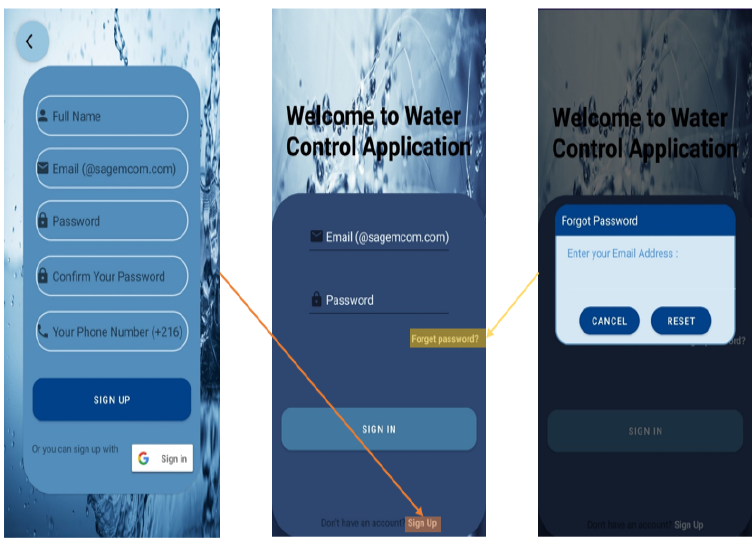 Full Name
Email (@sagemcom.com)
Password
Confirm Your Password
Your Phone Number (+216)
SIGN UP
Or you can sign up with
G Sign in
Welcome to Water
Control Application
Email (@sagemcom.com)
Password
Forget password?
SIGN IN
Don't have an account? Sign Up
Welcome to Water
Control Application
Forgot Password
Enter your Email Address :
CANCEL RESET
SIGN IN
Don't have an account? Sign Up